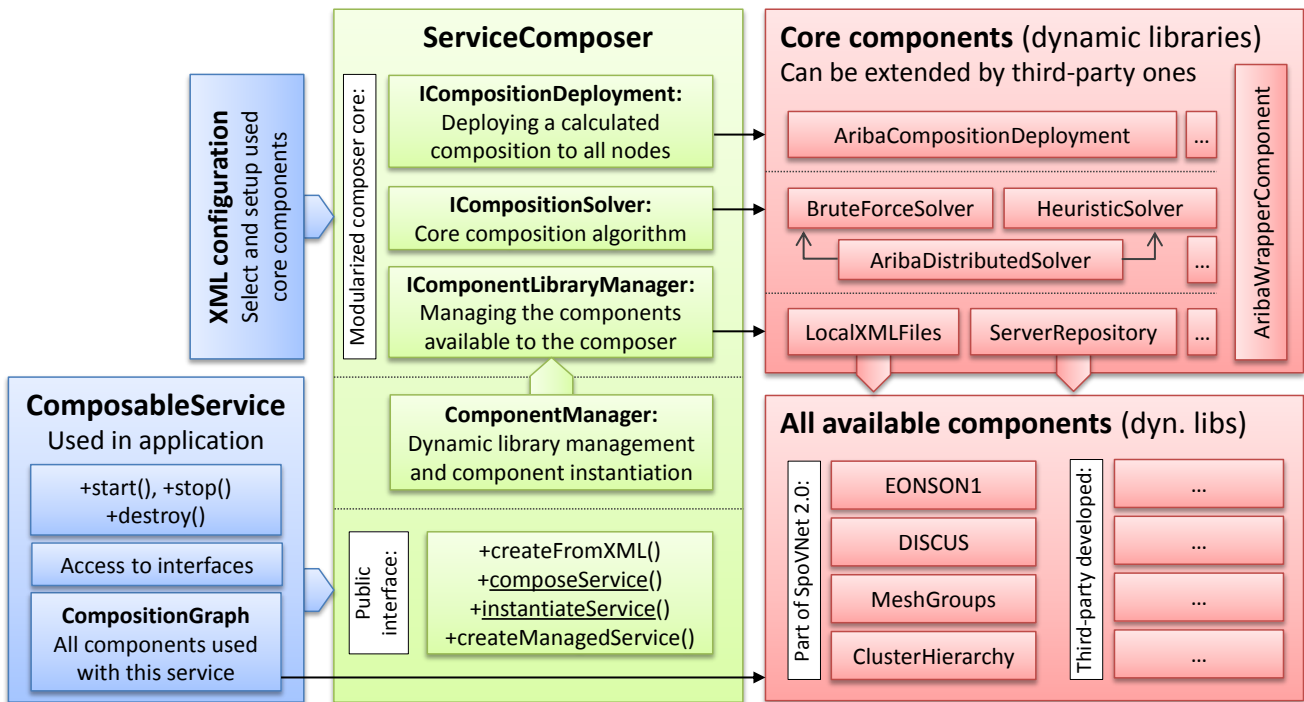 XML configuration
Select and setup used
core components
ComposableService
Used in application
+start(), +stop()
+destroy()
Access to interfaces
CompositionGraph
All components used
with this service
ServiceComposer
Modularized composer core:
ICompositionDeployment:
Deploying a calculated
composition to all nodes
ICompositionSolver:
Core composition algorithm
IComponentLibraryManager:
Managing the components
available to the composer
ComponentManager:
Dynamic library management
and component instantiation
Public
interface:
+createFromXML()
+composeService()
+instantiateService()
+createManagedService()
Core components (dynamic libraries)
Can be extended by third-party ones
AribaCompositionDeployment
...
BruteForceSolver
HeuristicSolver
AribaDistributedSolver
...
LocalXMLFiles
ServerRepository
...
AribaWrapperComponent
All available components (dyn. libs)
Part of SpoVNet 2.0:
EONSON1
DISCUS
MeshGroups
ClusterHierarchy
Third-party developed:
...
...
...
...